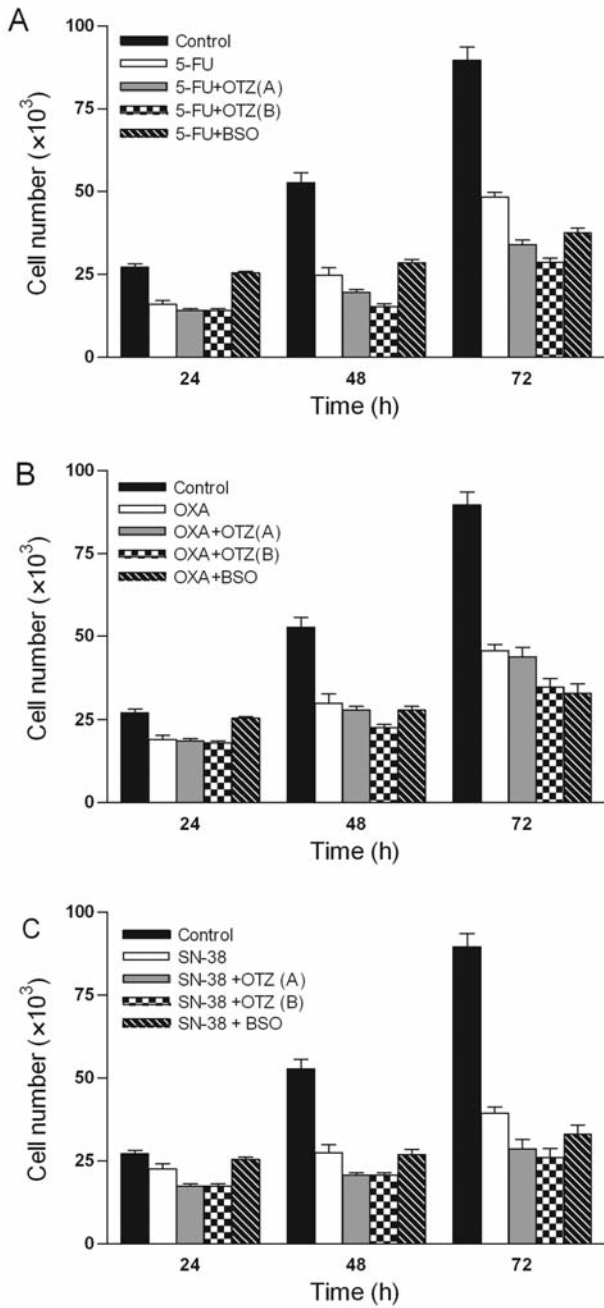 A
Cell number (×10³)
100
75
50
25
0
Control
5-FU
5-FU+OTZ(A)
5-FU+OTZ(B)
5-FU+BSO
24 48 72
Time (h)
B
Cell number (×10³)
100
75
50
25
0
Control
OXA
OXA+OTZ(A)
OXA+OTZ(B)
OXA+BSO
24 48 72
Time (h)
C
Cell number (×10³)
100
75
50
25
0
Control
SN-38
SN-38 +OTZ (A)
SN-38 +OTZ (B)
SN-38 + BSO
24 48 72
Time (h)